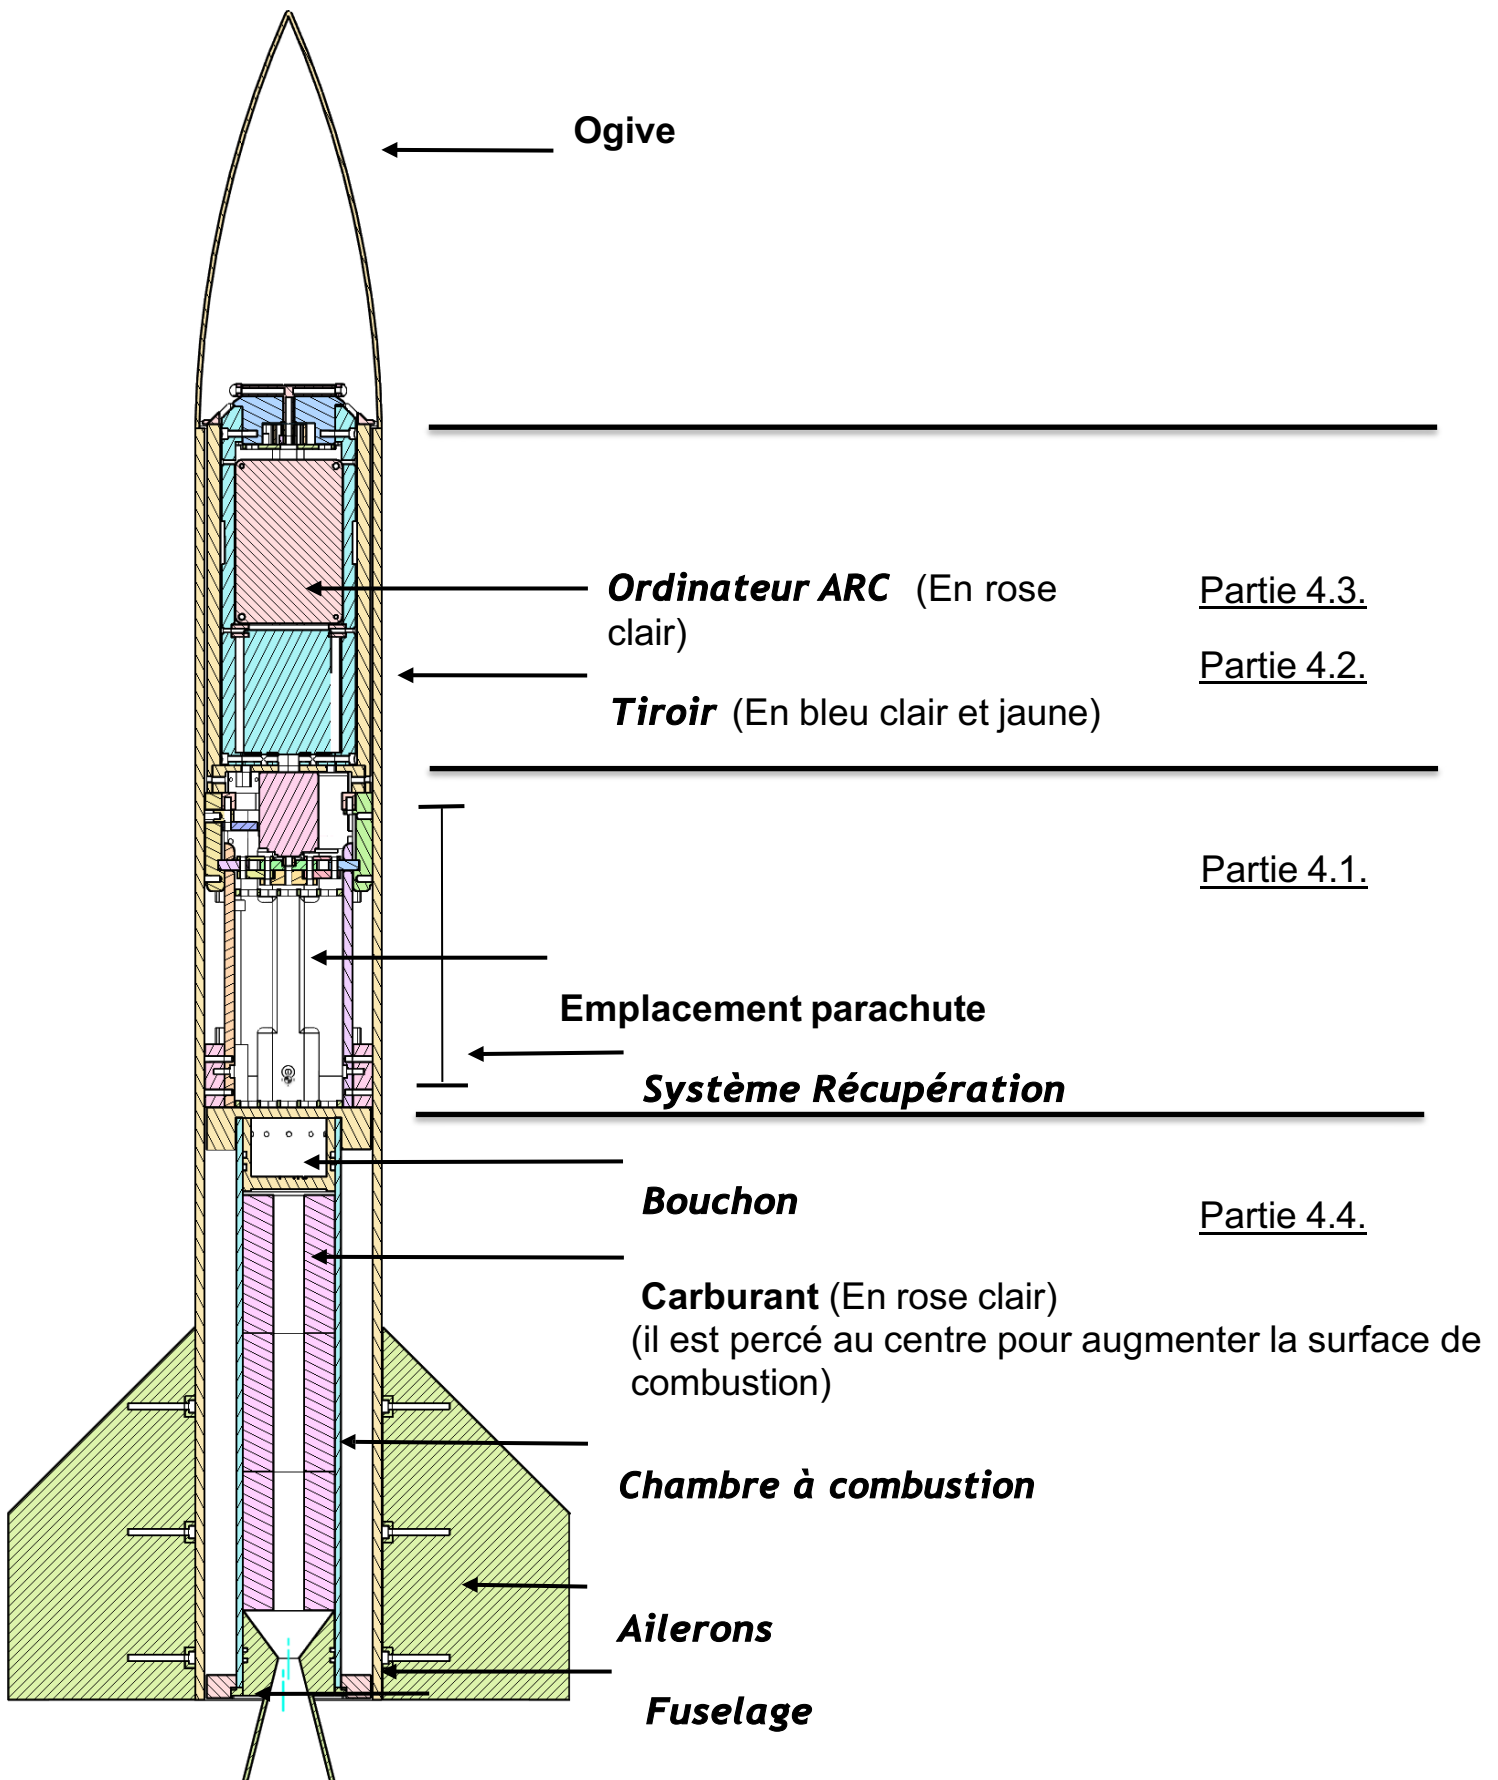 Ogive
Ordinateur ARC (En rose
clair)
Partie 4.3.
Partie 4.2.
Tiroir (En bleu clair et jaune)
Partie 4.1.
Emplacement parachute
Système Récupération
Bouchon
Partie 4.4.
Carburant (En rose clair)
(il est percé au centre pour augmenter la surface de
combustion)
Chambre à combustion
Ailerons
Fuselage